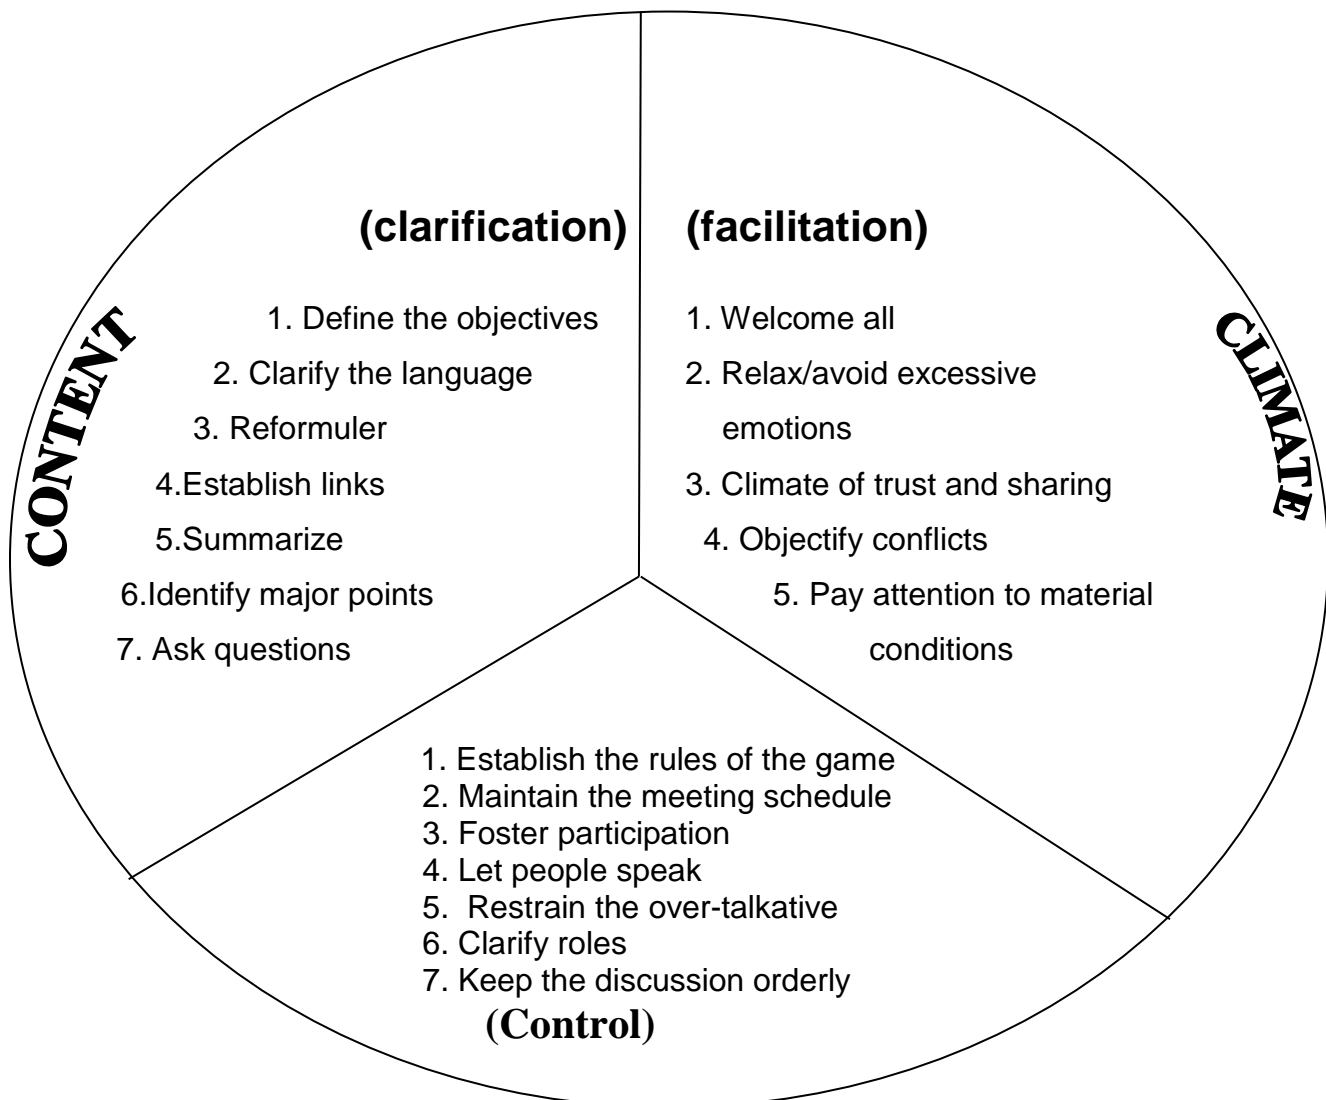 CONTENT
(clarification)
1. Define the objectives
2. Clarify the language
3. Reformuler
4.Establish links
5.Summarize
6.Identify major points
7. Ask questions
CLIMATE
(facilitation)
1. Welcome all
2. Relax/avoid excessive
emotions
3. Climate of trust and sharing
4. Objectify conflicts
5. Pay attention to material
conditions
1. Establish the rules of the game
2. Maintain the meeting schedule
3. Foster participation
4. Let people speak
5. Restrain the over-talkative
6. Clarify roles
7. Keep the discussion orderly
(Control)